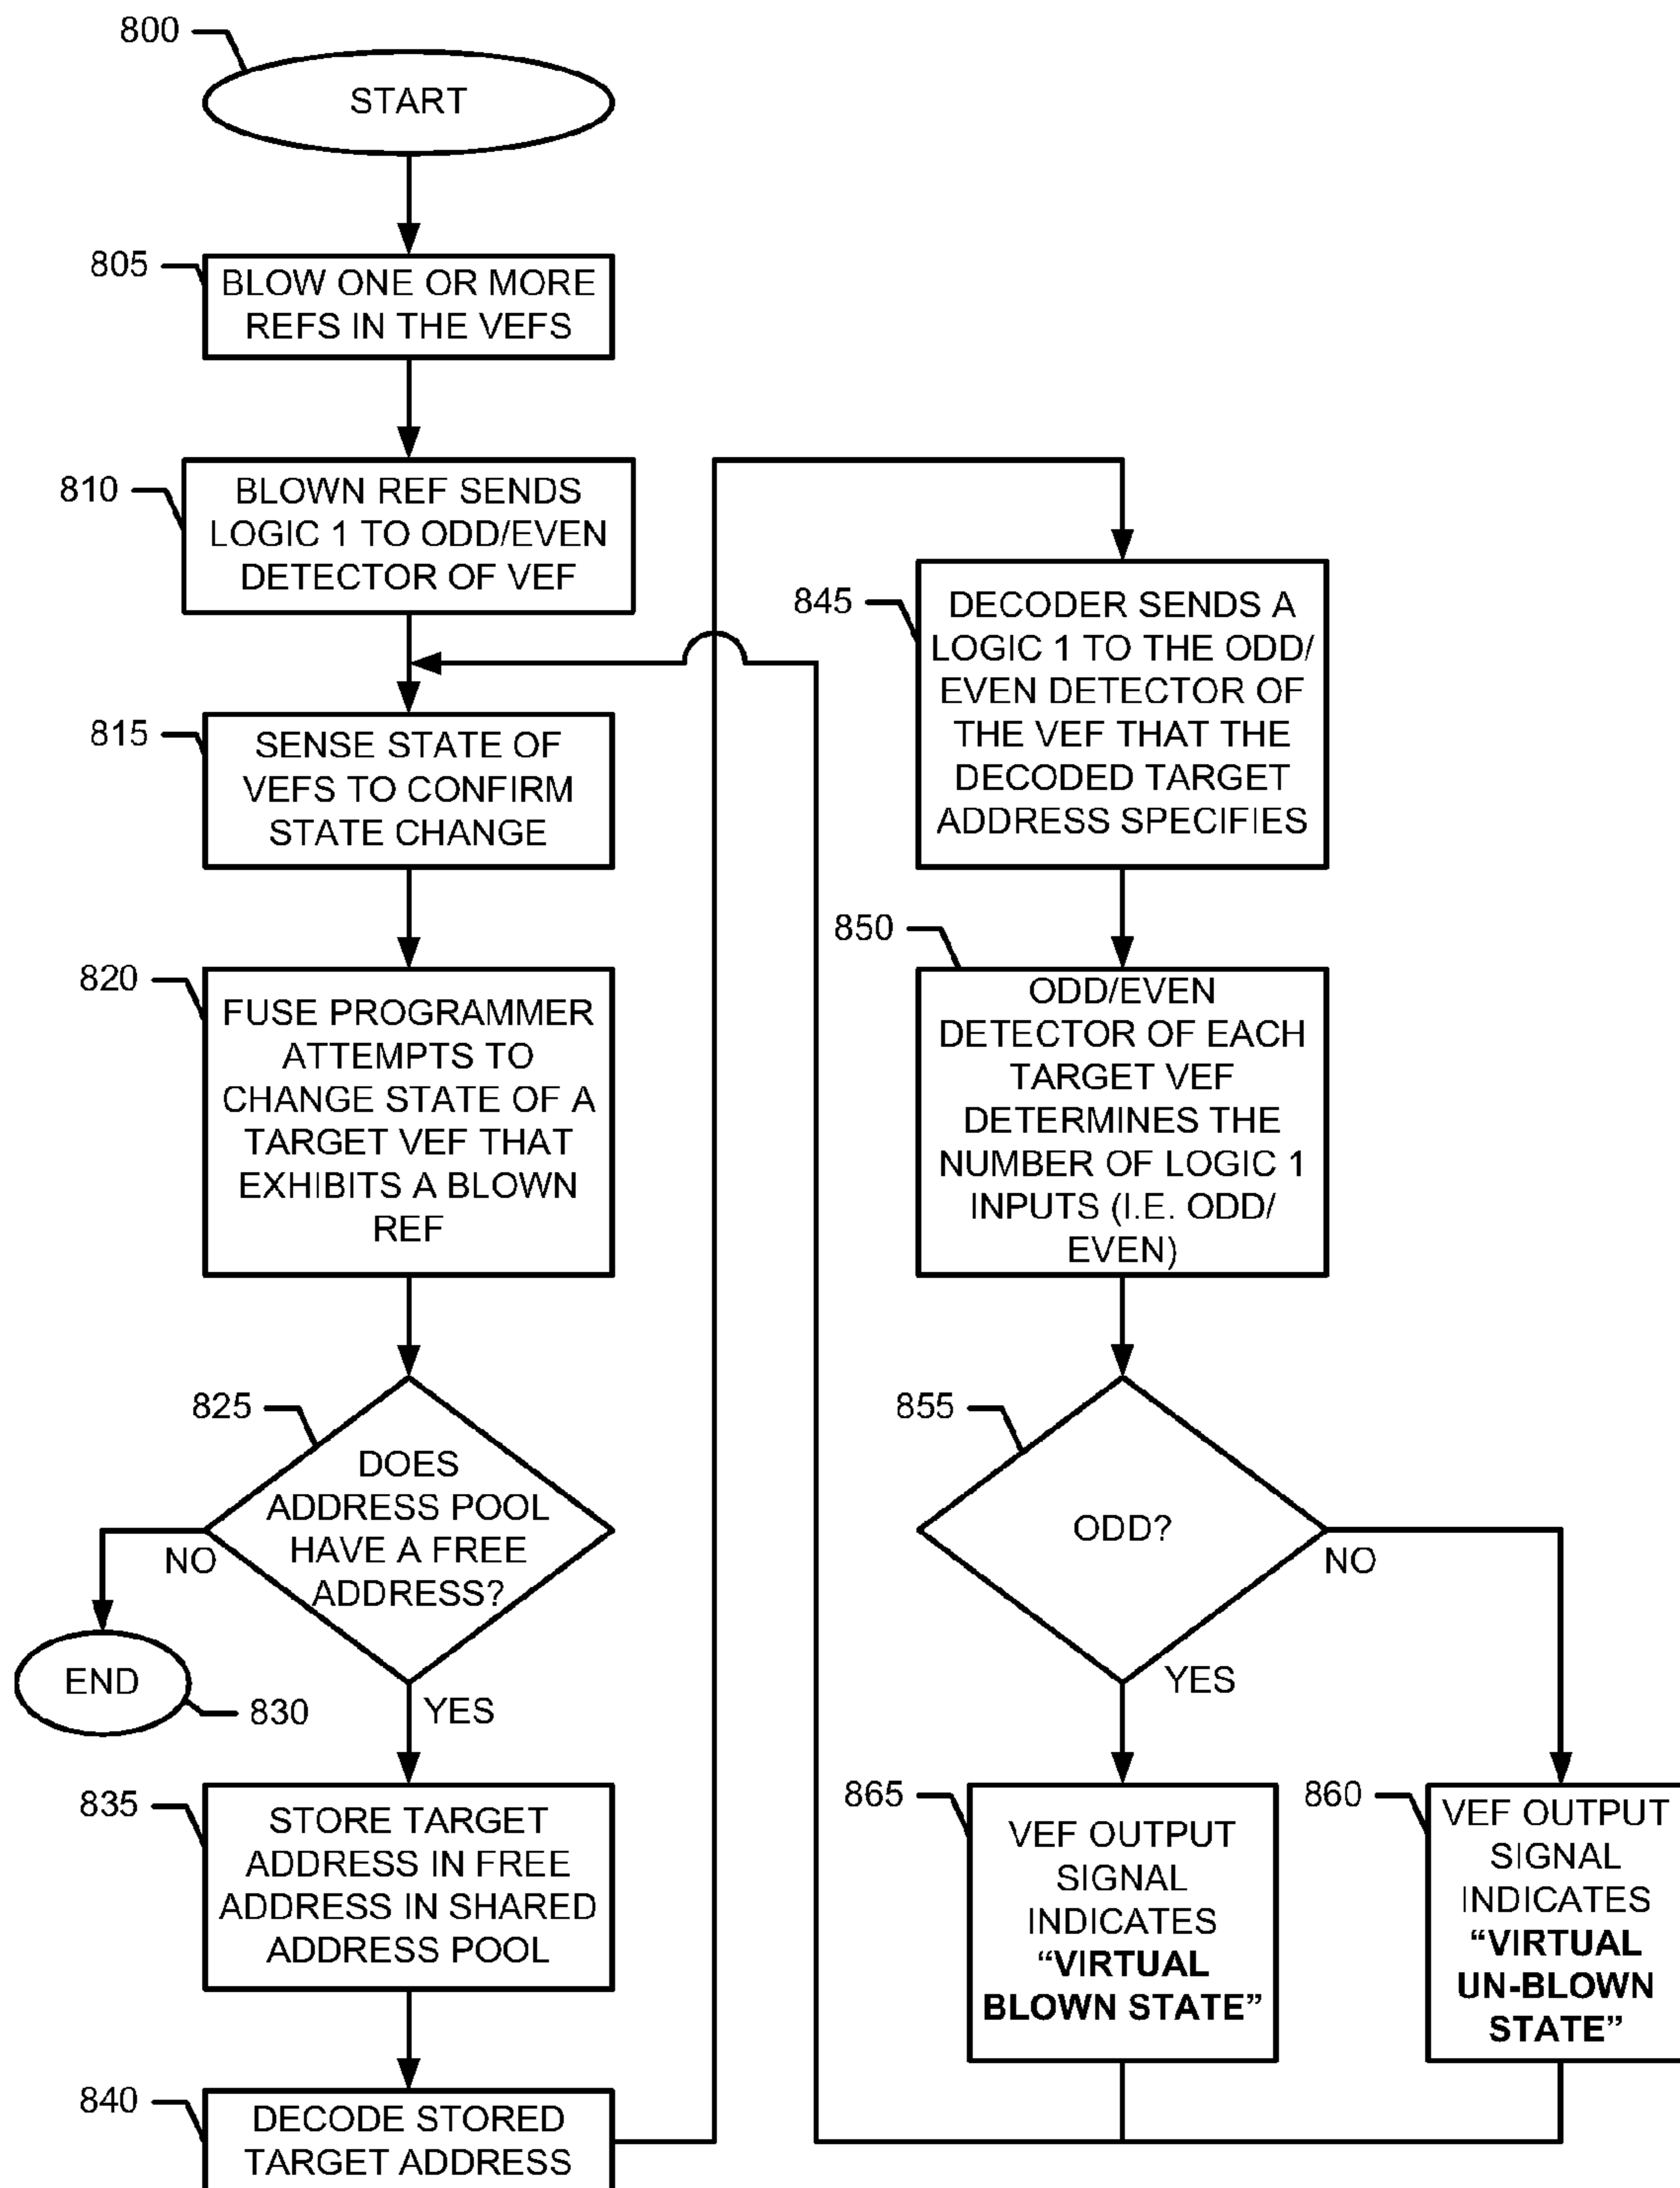 800
START
805
BLOW ONE OR MORE
REFS IN THE VEFS
810
BLOWN REF SENDS
LOGIC 1 TO ODD/EVEN
DETECTOR OF VEF
815
SENSE STATE OF
VEFS TO CONFIRM
STATE CHANGE
820
FUSE PROGRAMMER
ATTEMPTS TO
CHANGE STATE OF A
TARGET VEF THAT
EXHIBITS A BLOWN
REF
825
DOES
ADDRESS POOL
HAVE A FREE
ADDRESS?
NO
END
830
YES
835
STORE TARGET
ADDRESS IN FREE
ADDRESS IN SHARED
ADDRESS POOL
840
DECODE STORED
TARGET ADDRESS
845
DECODER SENDS A
LOGIC 1 TO THE ODD/
EVEN DETECTOR OF
THE VEF THAT THE
DECODED TARGET
ADDRESS SPECIFIES
850
ODD/EVEN
DETECTOR OF EACH
TARGET VEF
DETERMINES THE
NUMBER OF LOGIC 1
INPUTS (I.E. ODD/
EVEN)
855
ODD?
NO
YES
865
VEF OUTPUT
SIGNAL
INDICATES
“VIRTUAL
BLOWN STATE”
860
VEF OUTPUT
SIGNAL
INDICATES
“VIRTUAL
UN-BLOWN
STATE”